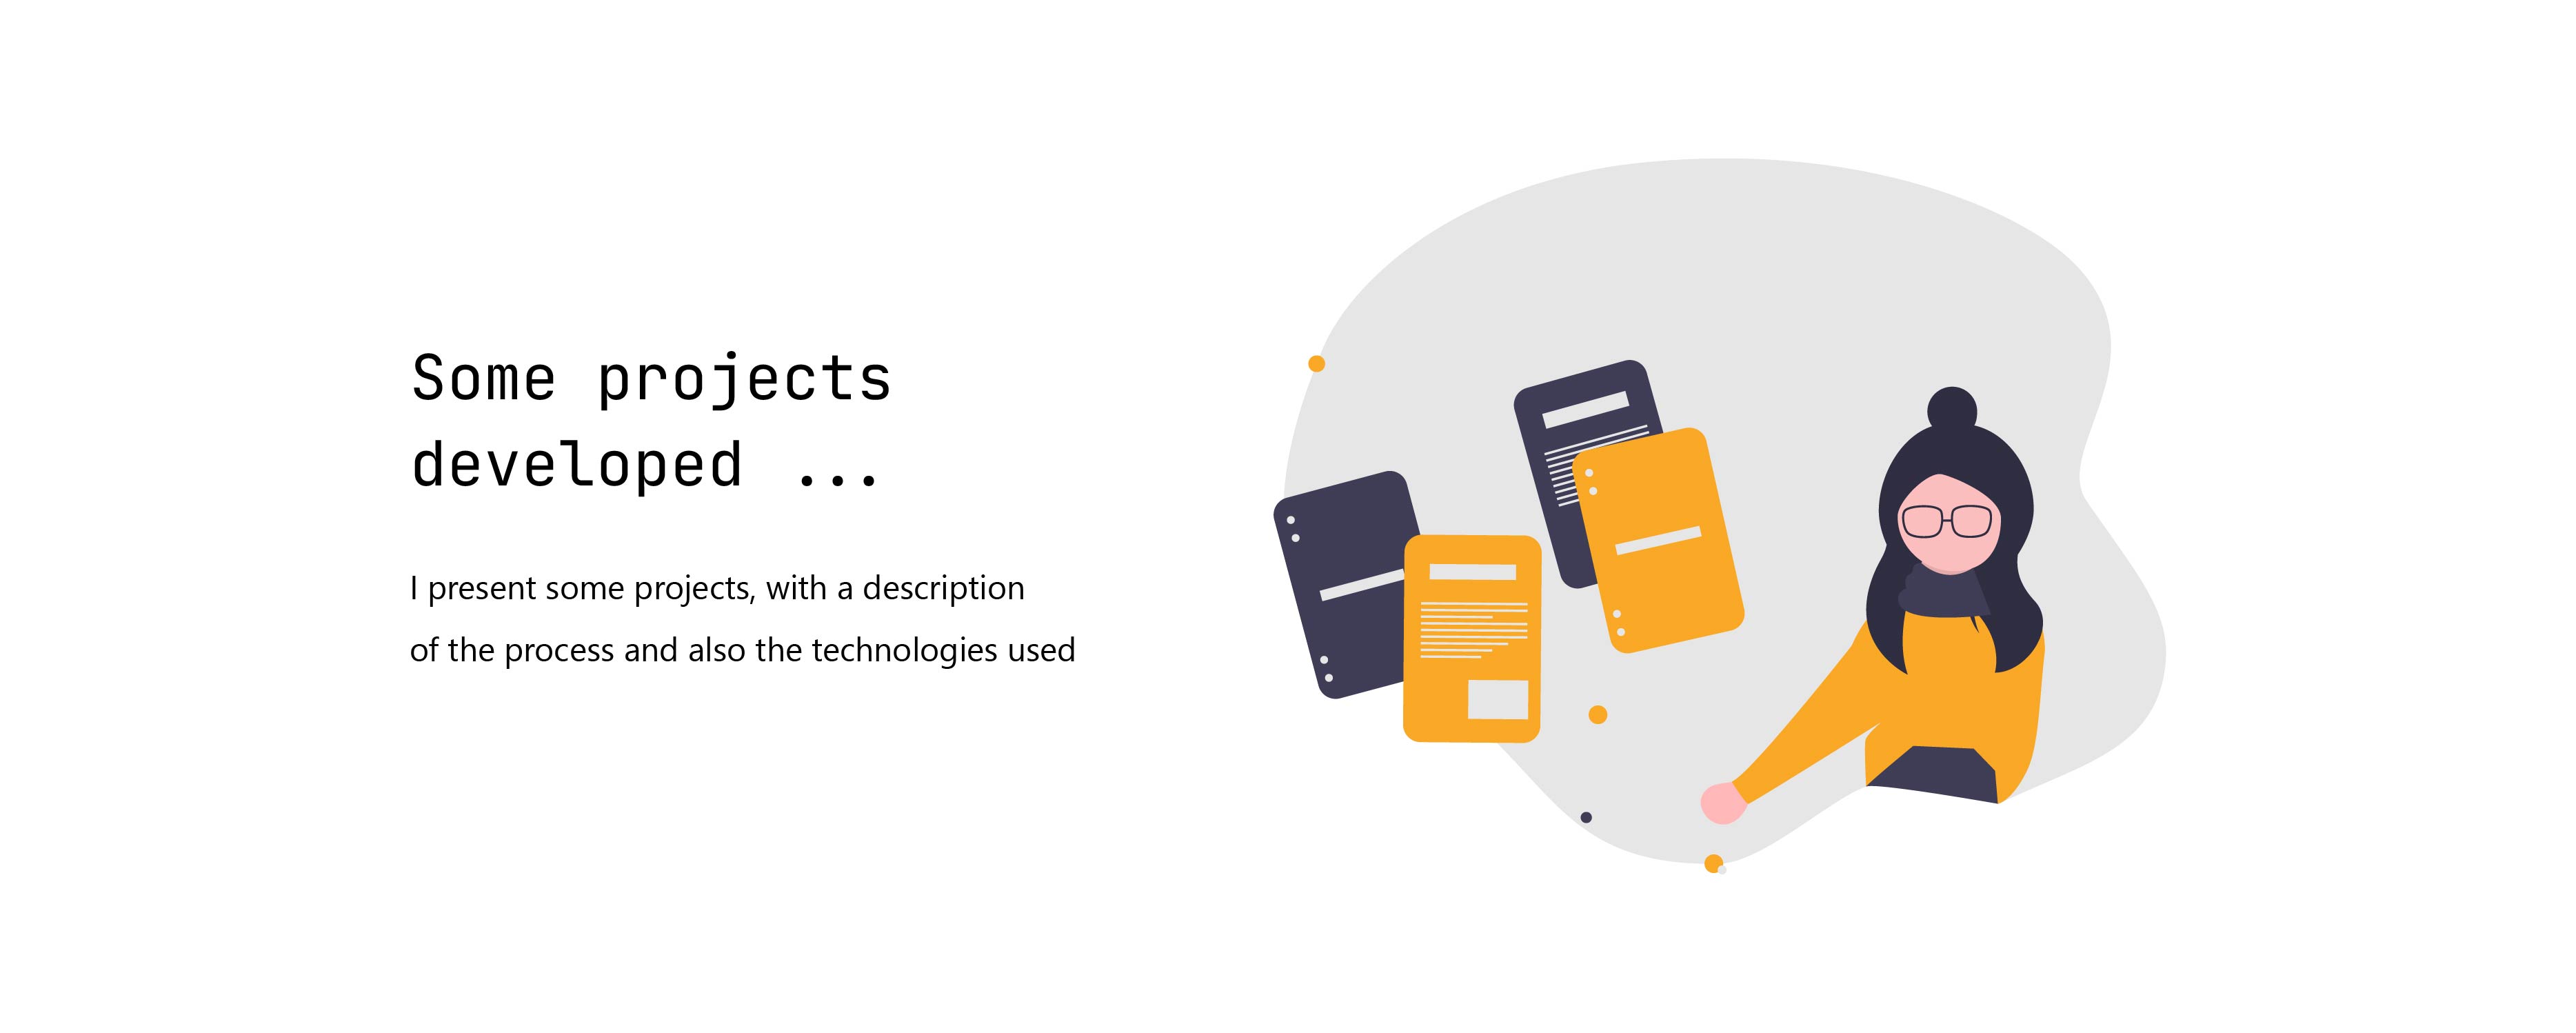 Some projects
developed ...
I present some projects, with a description
of the process and also the technologies used